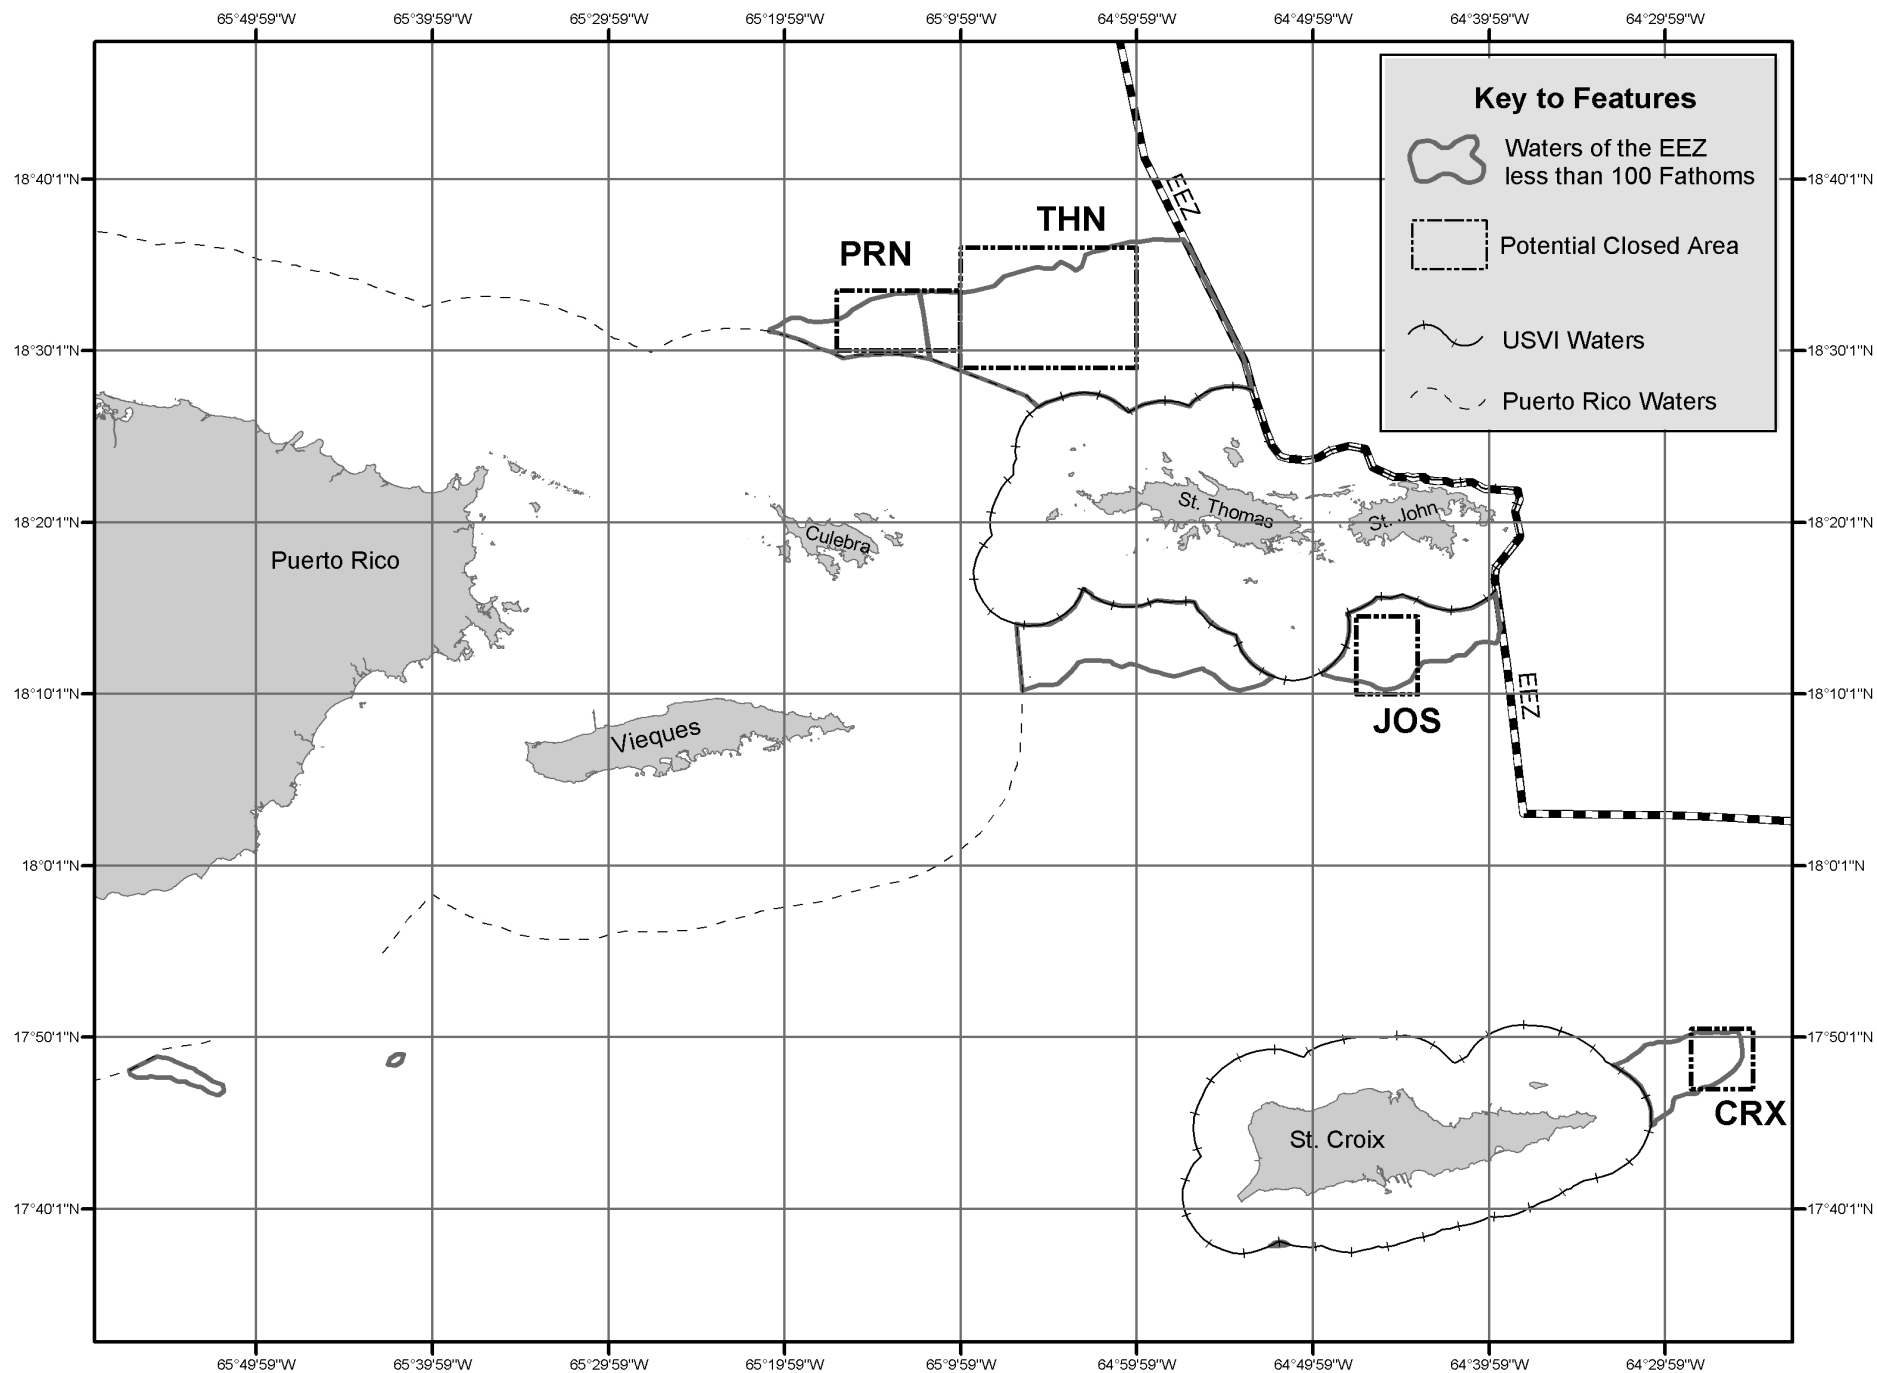 65°49'59"W 65°39'59"W 65°29'59"W 65°19'59"W 65°9'59"W 64°59'59"W 64°49'59"W 64°39'59"W 64°29'59"W
Key to Features
Waters of the EEZ
less than 100 Fathoms
Potential Closed Area
USVI Waters
Puerto Rico Waters
18°40'1"N 18°40'1"N
EEZ
THN
PRN
18°30'1"N 18°30'1"N
St. Thomas
St. John
18°20'1"N 18°20'1"N
Culebra
Puerto Rico
18°10'1"N 18°10'1"N
EEZ
JOS
Vieques
18°0'1"N 18°0'1"N
17°50'1"N 17°50'1"N
CRX
St. Croix
17°40'1"N 17°40'1"N
65°49'59"W 65°39'59"W 65°29'59"W 65°19'59"W 65°9'59"W 64°59'59"W 64°49'59"W 64°39'59"W 64°29'59"W